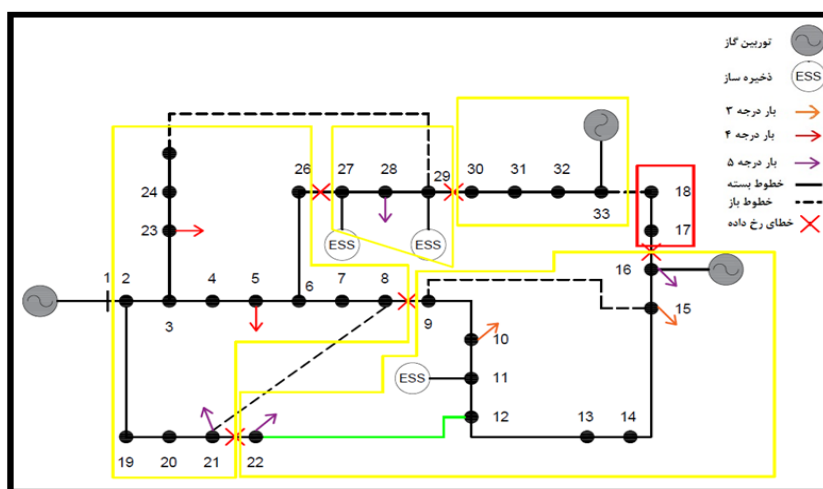 توربین گاز
ESS
ذخیره ساز
بار درجه ۳
بار درجه ۴
بار درجه ۵
خطوط بسته
خطوط باز
خطای رخ داده
26
27
28
29
30
31
32
33
18
17
24
23
ESS
ESS
16
15
1
2
3
4
5
6
7
8
9
10
11
ESS
12
13
14
19
20
21
22